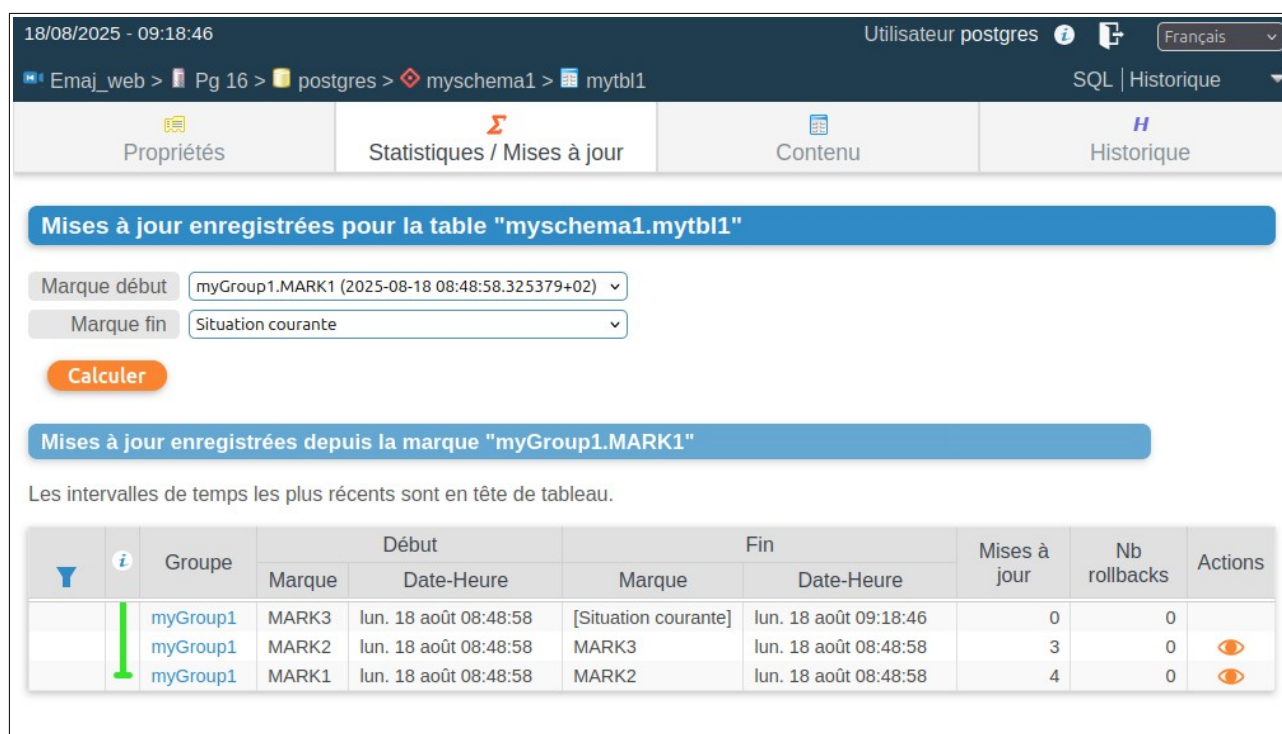 18/08/2025 - 09:18:46 Utilisateur postgres i Français
Emaj_web > Pg 16 > postgres > myschema1 > mytbl1 SQL | Historique
Σ H
Propriétés Statistiques / Mises à jour Contenu Historique
Mises à jour enregistrées pour la table "myschema1.mytbl1"
Marque début myGroup1.MARK1 (2025-08-18 08:48:58.325379+02)
Marque fin Situation courante
Calculer
Mises à jour enregistrées depuis la marque "myGroup1.MARK1"
Les intervalles de temps les plus récents sont en tête de tableau.
i Groupe Début Fin Mises à jour Nb rollbacks Actions
Marque Date-Heure Marque Date-Heure
myGroup1 MARK3 lun. 18 août 08:48:58 [Situation courante] lun. 18 août 09:18:46 0 0
myGroup1 MARK2 lun. 18 août 08:48:58 MARK3 lun. 18 août 08:48:58 3 0
myGroup1 MARK1 lun. 18 août 08:48:58 MARK2 lun. 18 août 08:48:58 4 0